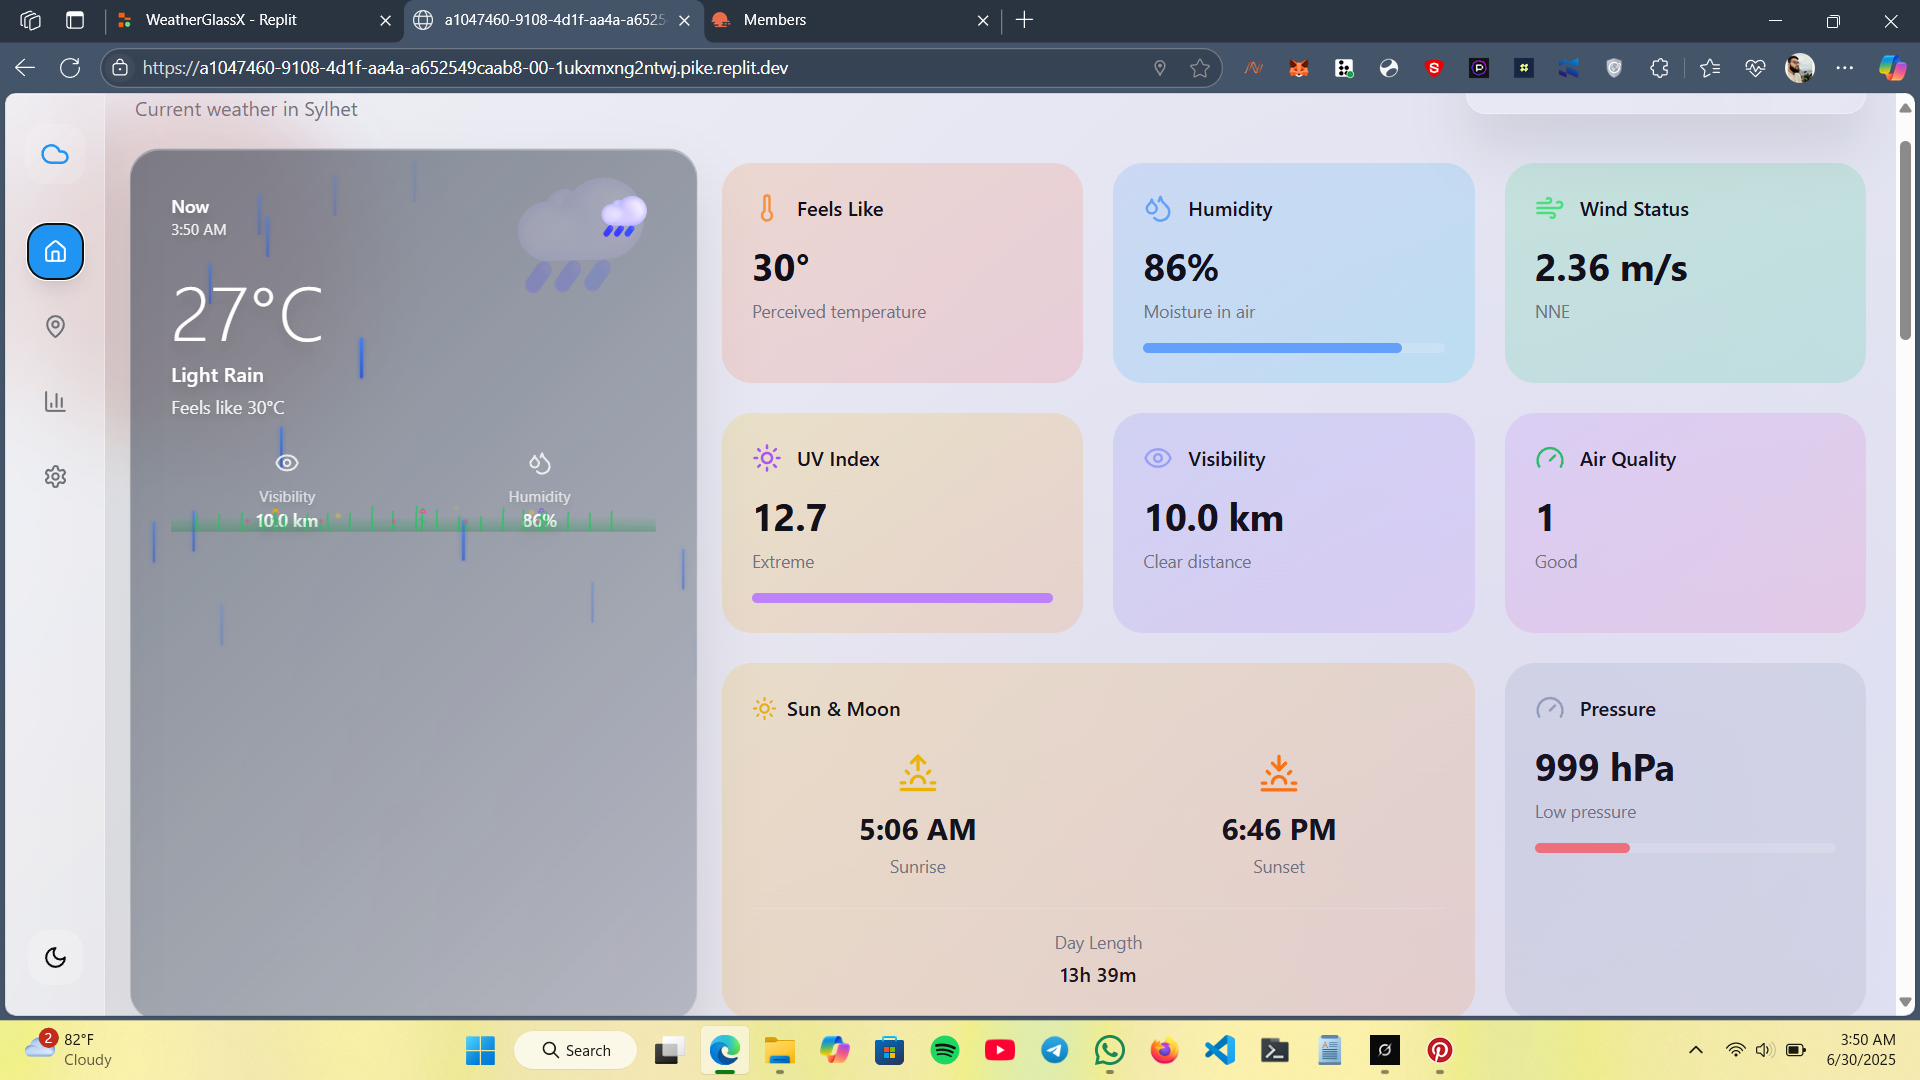 WeatherGlassX - Replit
a1047460-9108-4d1f-aa4a-a6525
Members
https://a1047460-9108-4d1f-aa4a-a652549caab8-00-1ukxmxng2ntwj.pike.replit.dev
Current weather in Sylhet
Now
3:50 AM
27°C
Light Rain
Feels like 30°C
Visibility
10.0 km
Humidity
86%
Feels Like
30°
Perceived temperature
Humidity
86%
Moisture in air
Wind Status
2.36 m/s
NNE
UV Index
12.7
Extreme
Visibility
10.0 km
Clear distance
Air Quality
1
Good
Sun & Moon
5:06 AM
Sunrise
6:46 PM
Sunset
Day Length
13h 39m
Pressure
999 hPa
Low pressure
2
82°F
Cloudy
Search
3:50 AM
6/30/2025